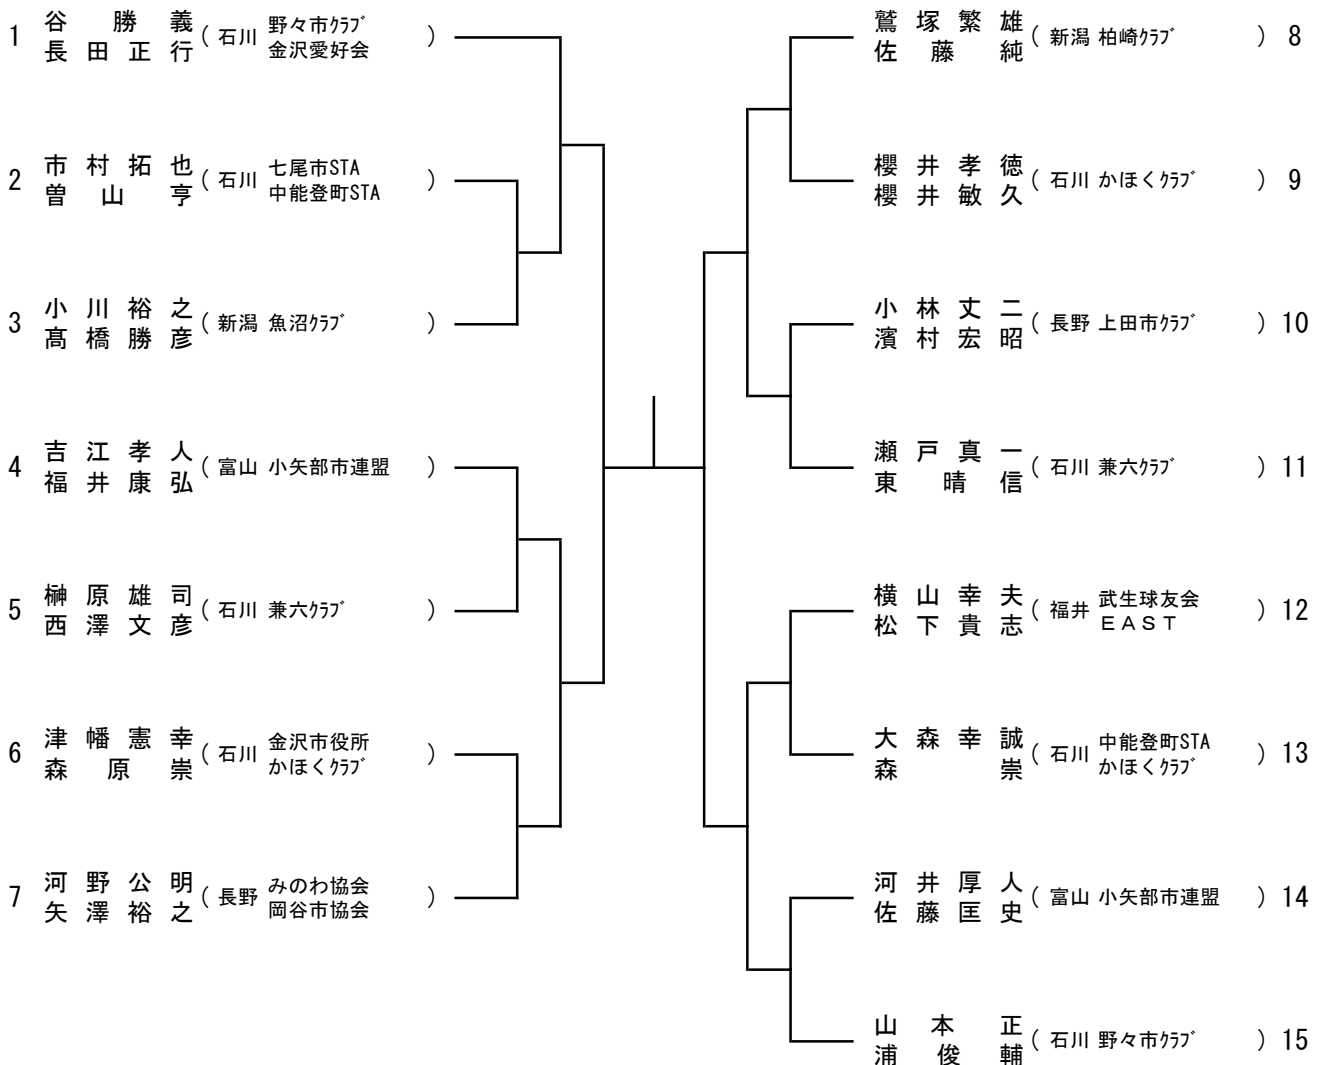 1 谷勝義 ( 石川 野々市ｸﾗﾌﾞ )
長田正行 金沢愛好会
2 市村拓也 ( 石川 七尾市STA )
曽山亨 中能登町STA
3 小川裕之 ( 新潟 魚沼ｸﾗﾌﾞ )
髙橋勝彦
4 吉江孝人 ( 富山 小矢部市連盟 )
福井康弘
5 榊原雄司 ( 石川 兼六ｸﾗﾌﾞ )
西澤文彦
6 津幡憲幸 ( 石川 金沢市役所 )
森原崇 かほくｸﾗﾌﾞ
7 河野公明 ( 長野 みのわ協会 )
矢澤裕之 岡谷市協会
鷲塚繁雄 ( 新潟 柏崎ｸﾗﾌﾞ ) 8
佐藤純
櫻井孝徳 ( 石川 かほくｸﾗﾌﾞ ) 9
櫻井敏久
小林丈二 ( 長野 上田市ｸﾗﾌﾞ ) 10
濱村宏昭
瀬戸真一 ( 石川 兼六ｸﾗﾌﾞ ) 11
東晴信
横山幸夫 ( 福井 武生球友会 ) 12
松下貴志 ＥＡＳＴ
大森幸誠 ( 石川 中能登町STA ) 13
森崇 かほくｸﾗﾌﾞ
河井厚人 ( 富山 小矢部市連盟 ) 14
佐藤匡史
山本正 ( 石川 野々市ｸﾗﾌﾞ ) 15
浦俊輔